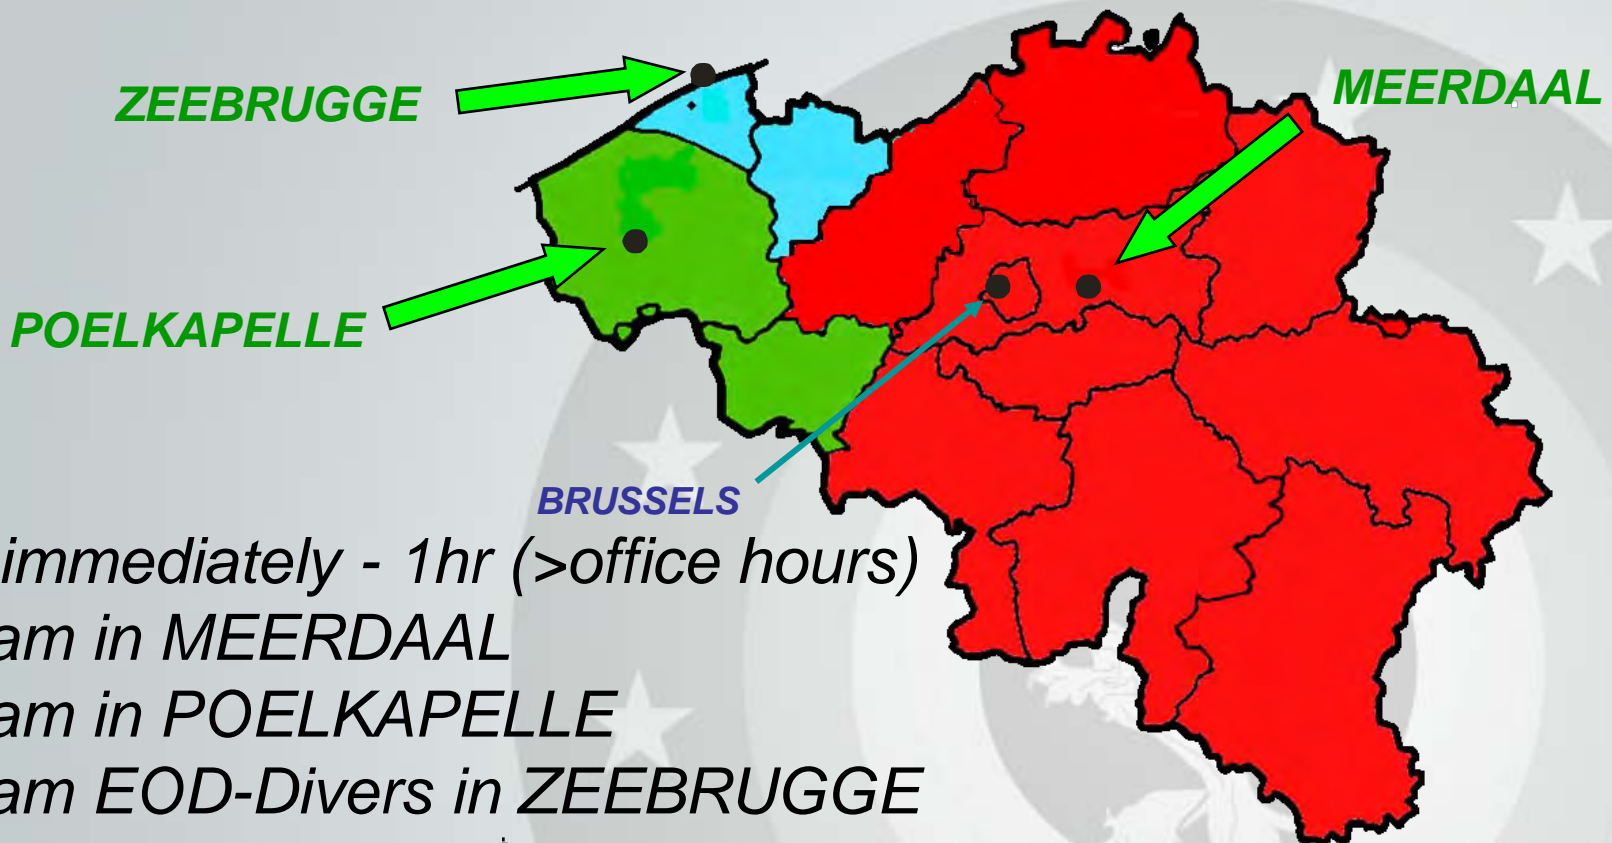 ZEEBRUGGE
MEERDAAL
POELKAPELLE
BRUSSELS
immediately - 1hr (>office hours)
am in MEERDAAL
am in POELKAPELLE
am EOD-Divers in ZEEBRUGGE